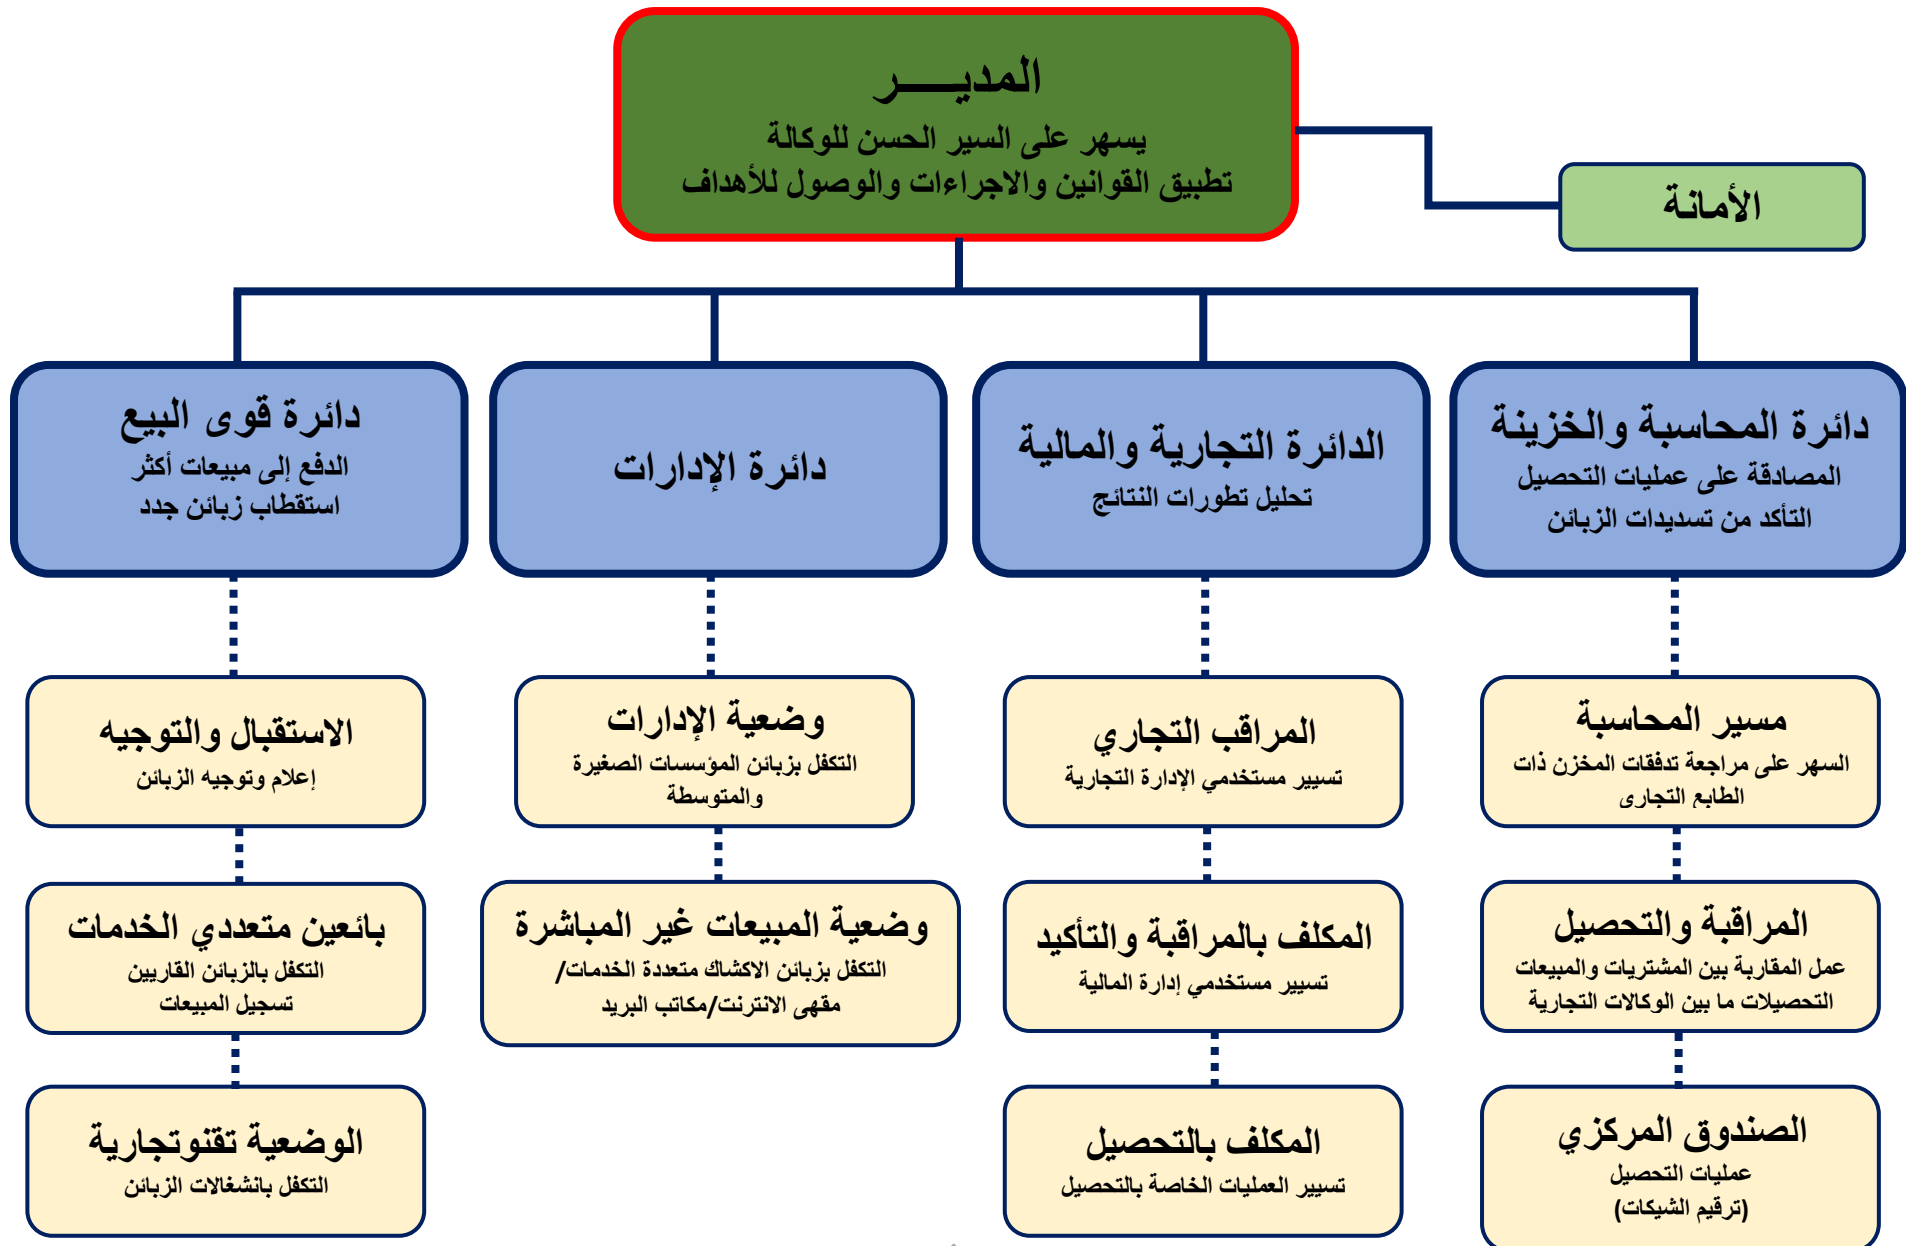 المديـــــر
يسهر على السير الحسن للوكالة
تطبيق القوانين والاجراءات والوصول للأهداف
الأمانة
دائرة المحاسبة والخزينة
المصادقة على عمليات التحصيل
التأكد من تسديدات الزبائن
الدائرة التجارية والمالية
تحليل تطورات النتائج
دائرة الإدارات
دائرة قوى البيع
الدفع إلى مبيعات أكثر
استقطاب زبائن جدد
مسير المحاسبة
السهر على مراجعة تدفقات المخزن ذات
الطابع التجاري
المراقب التجاري
تسيير مستخدمي الإدارة التجارية
وضعية الإدارات
التكفل بزبائن المؤسسات الصغيرة
والمتوسطة
الاستقبال والتوجيه
إعلام وتوجيه الزبائن
المراقبة والتحصيل
عمل المقاربة بين المشتريات والمبيعات
التحصيلات ما بين الوكالات التجارية
المكلف بالمراقبة والتأكيد
تسيير مستخدمي إدارة المالية
وضعية المبيعات غير المباشرة
التكفل بزبائن الاكشاك متعددة الخدمات/
مقهى الانترنت/مكاتب البريد
بائعين متعددي الخدمات
التكفل بالزبائن القاريين
تسجيل المبيعات
الصندوق المركزي
عمليات التحصيل
(ترقيم الشيكات)
المكلف بالتحصيل
تسيير العمليات الخاصة بالتحصيل
الوضعية تقنوتجارية
التكفل بانشغالات الزبائن